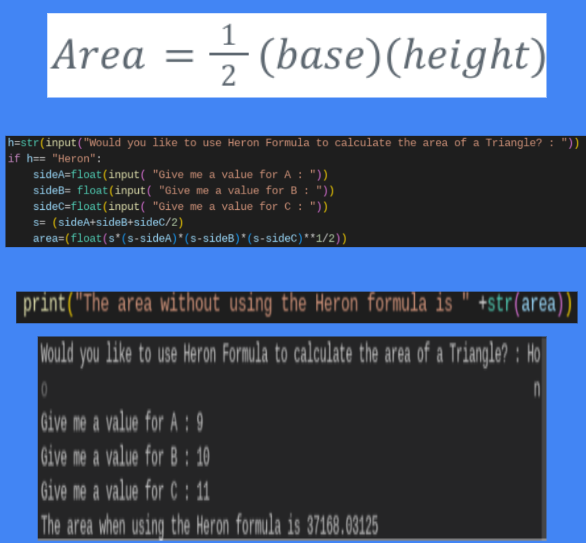 Area = 1/2 (base)(height)
h=str(input("Would you like to use Heron Formula to calculate the area of a Triangle? : "))
if h== "Heron":
    sideA=float(input( "Give me a value for A : "))
    sideB= float(input( "Give me a value for B : "))
    sideC=float(input( "Give me a value for C : "))
    s= (sideA+sideB+sideC/2)
    area=(float(s*(s-sideA)*(s-sideB)*(s-sideC)**1/2))
print("The area without using the Heron formula is " +str(area))
Would you like to use Heron Formula to calculate the area of a Triangle? : Ho
o n
Give me a value for A : 9
Give me a value for B : 10
Give me a value for C : 11
The area when using the Heron formula is 37168.03125